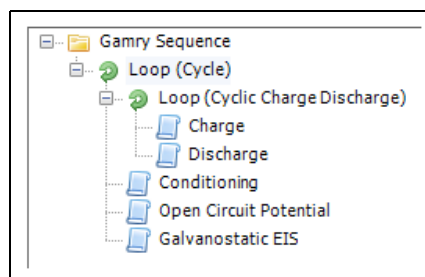 Gamry Sequence
Loop (Cycle)
Loop (Cyclic Charge Discharge)
Charge
Discharge
Conditioning
Open Circuit Potential
Galvanostatic EIS